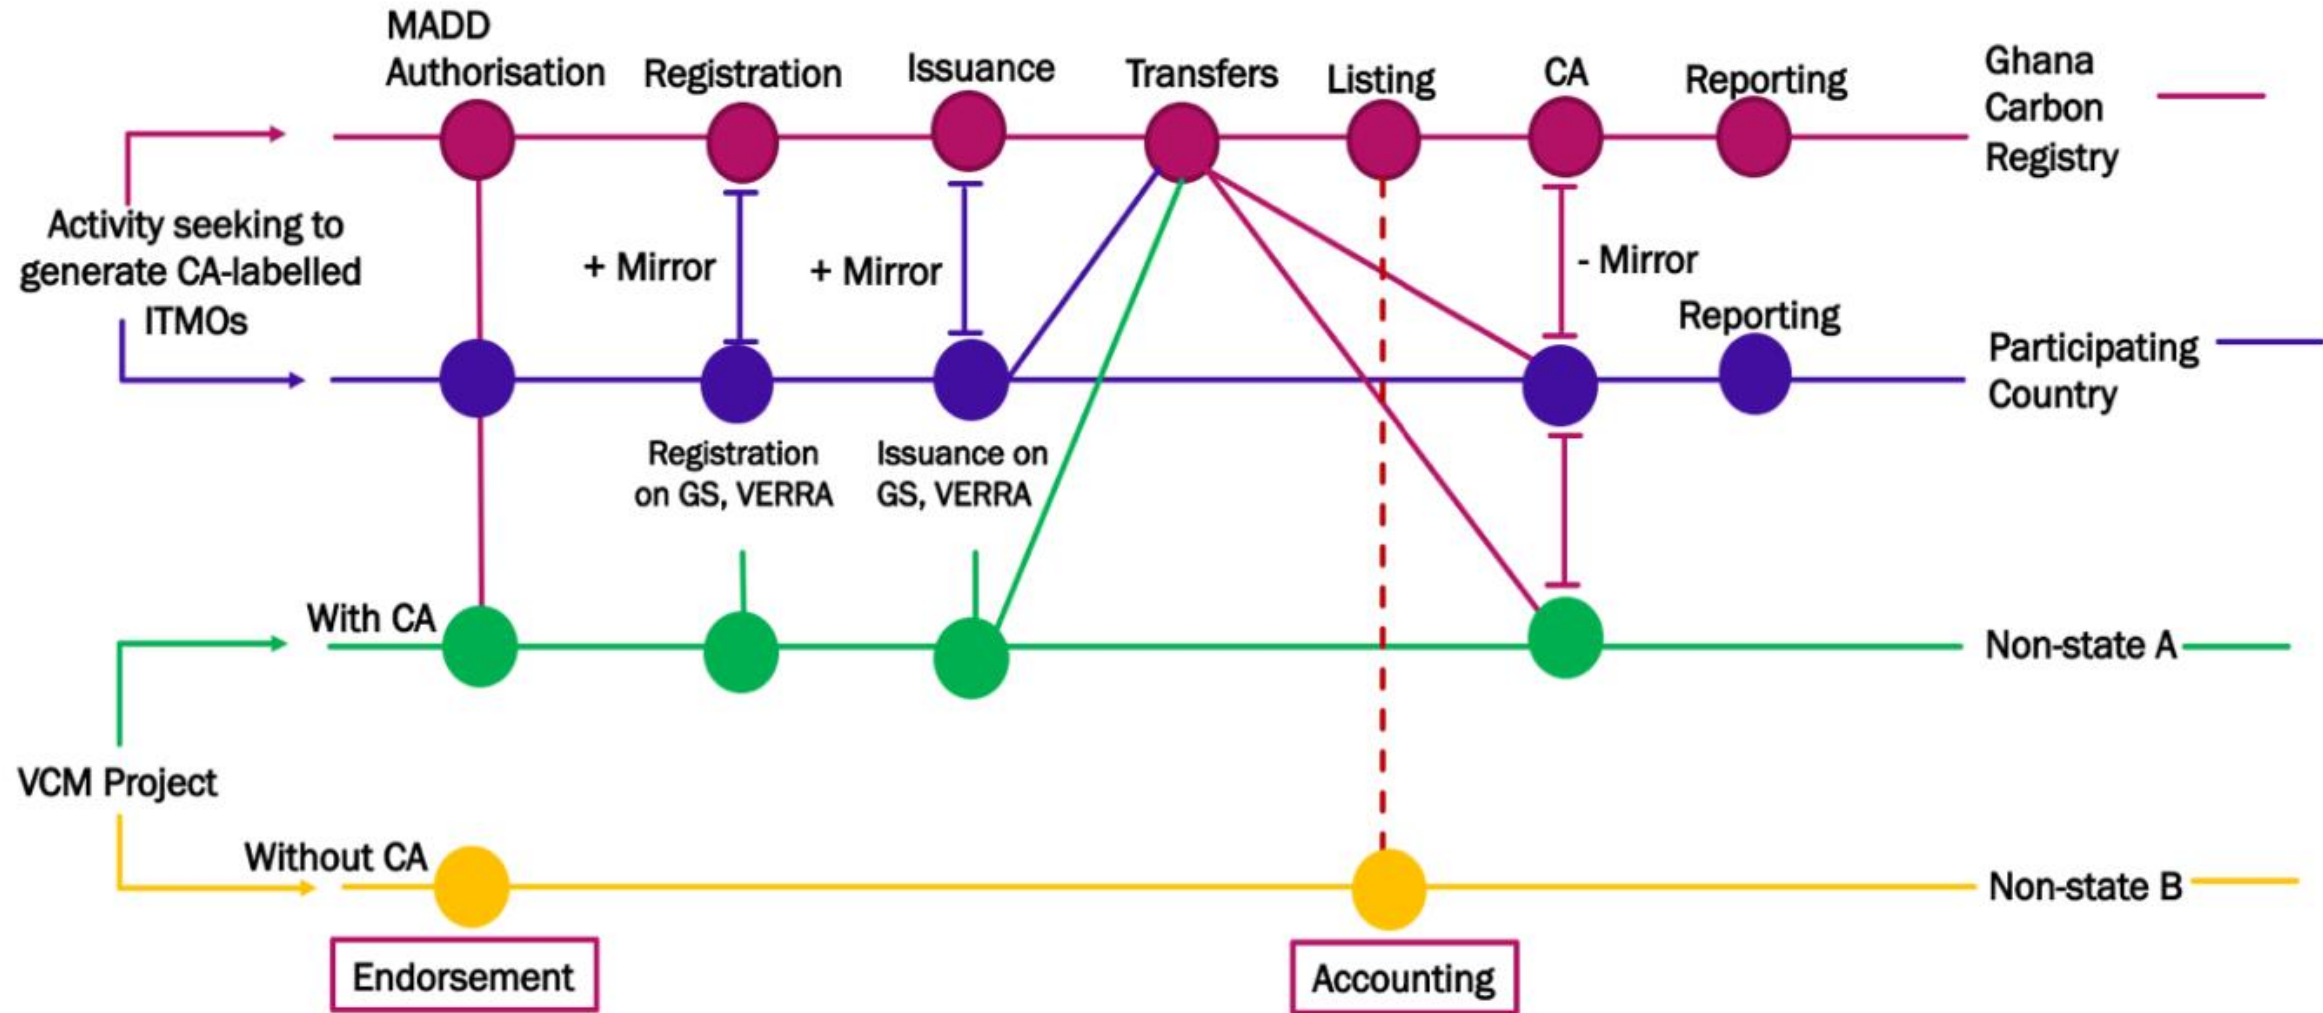 MADD
Authorisation
Registration
Issuance
Transfers
Listing
CA
Reporting
Ghana
Carbon
Registry
Activity seeking to
generate CA-labelled
ITMOs
+ Mirror
+ Mirror
- Mirror
Reporting
Participating
Country
Registration
on GS, VERRA
Issuance on
GS, VERRA
With CA
Non-state A
VCM Project
Without CA
Non-state B
Endorsement
Accounting